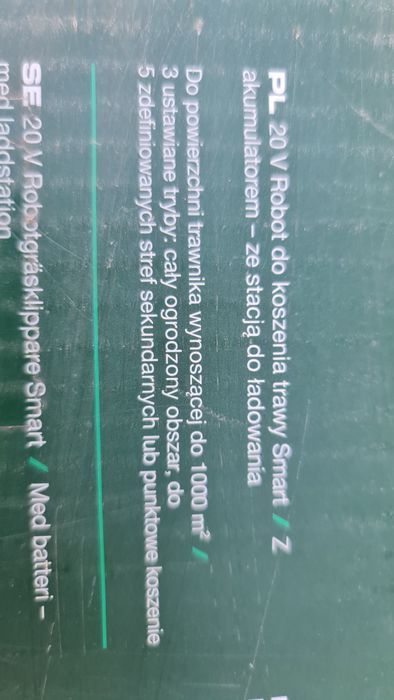 PL 20 V Robot do koszenia trawy Smart / Z
akumulatorem – ze stacją do ładowania
Do powierzchni trawnika wynoszącej do 1000 m² /
3 ustawiane tryby: cały ogrodzony obszar, do
5 zdefiniowanych stref sekundarnych lub punktowe koszenie
SE 20 V Robotgräsklippare Smart / Med batteri –
med laddstation